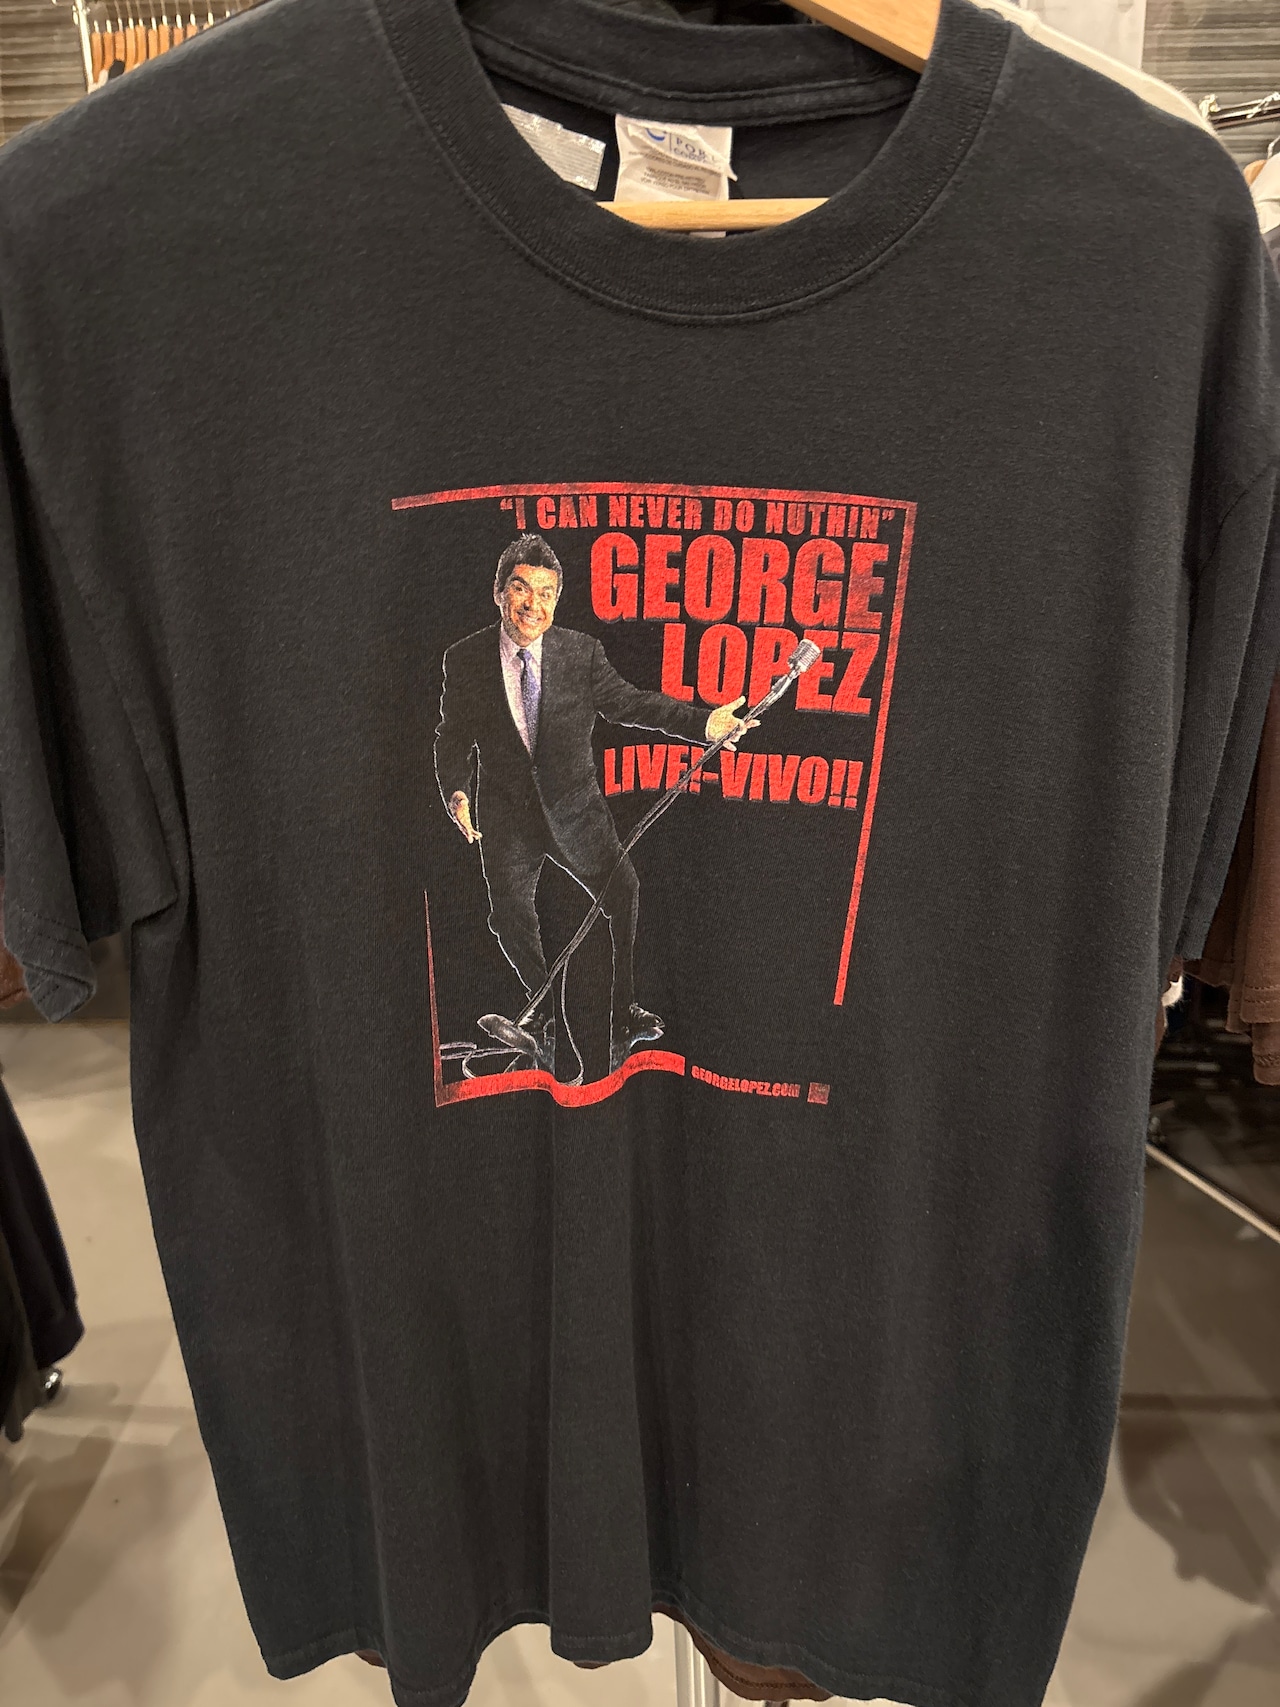 "I CAN NEVER DO NUTHIN"
GEORGE
LOPEZ
LIVE!-VIVO!!
GEORGELOPEZ.COM